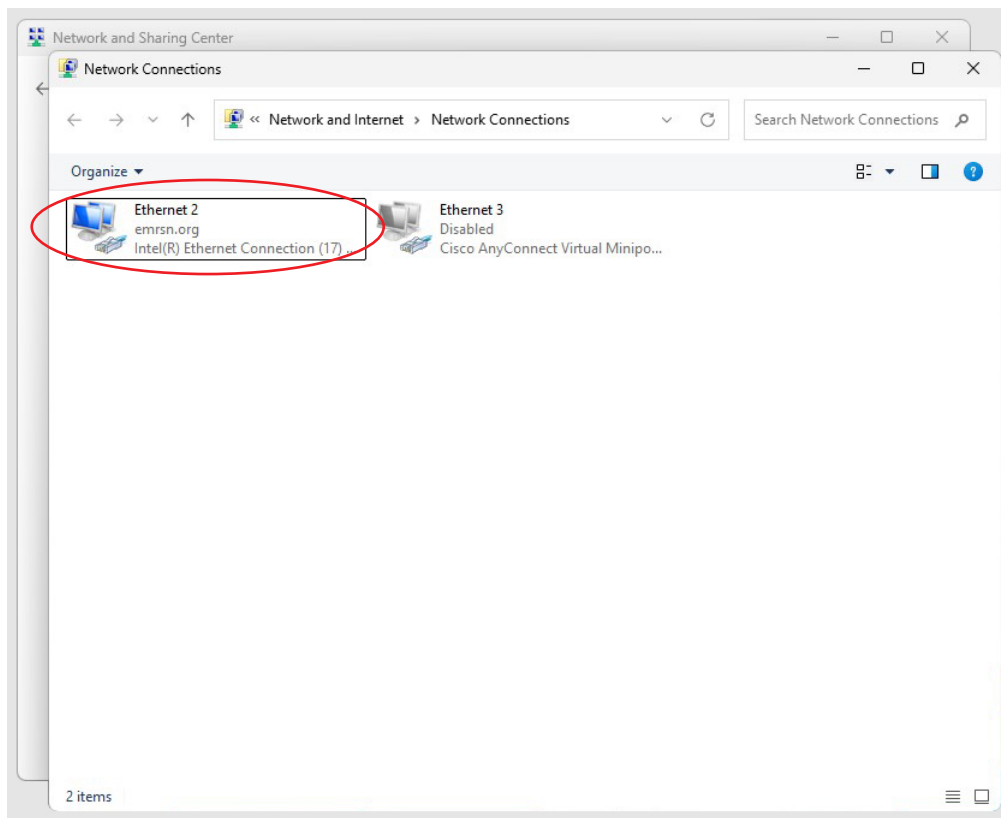 Network and Sharing Center
Network Connections
« Network and Internet › Network Connections
Search Network Connections
Organize
Ethernet 2
emrsn.org
Intel(R) Ethernet Connection (17) ...
Ethernet 3
Disabled
Cisco AnyConnect Virtual Minipo...
2 items